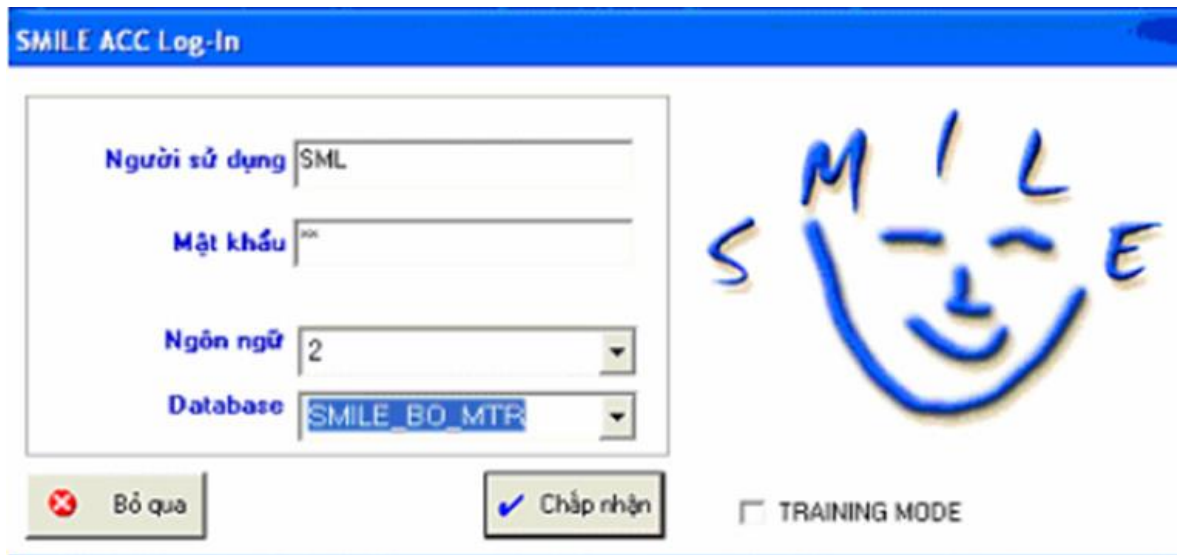 SMILE ACC Log-In
Người sử dụng SML
Mật khẩu **
Ngôn ngữ 2
Database SMILE_BO_MTR
Bỏ qua
Chấp nhận
TRAINING MODE
S M I L E